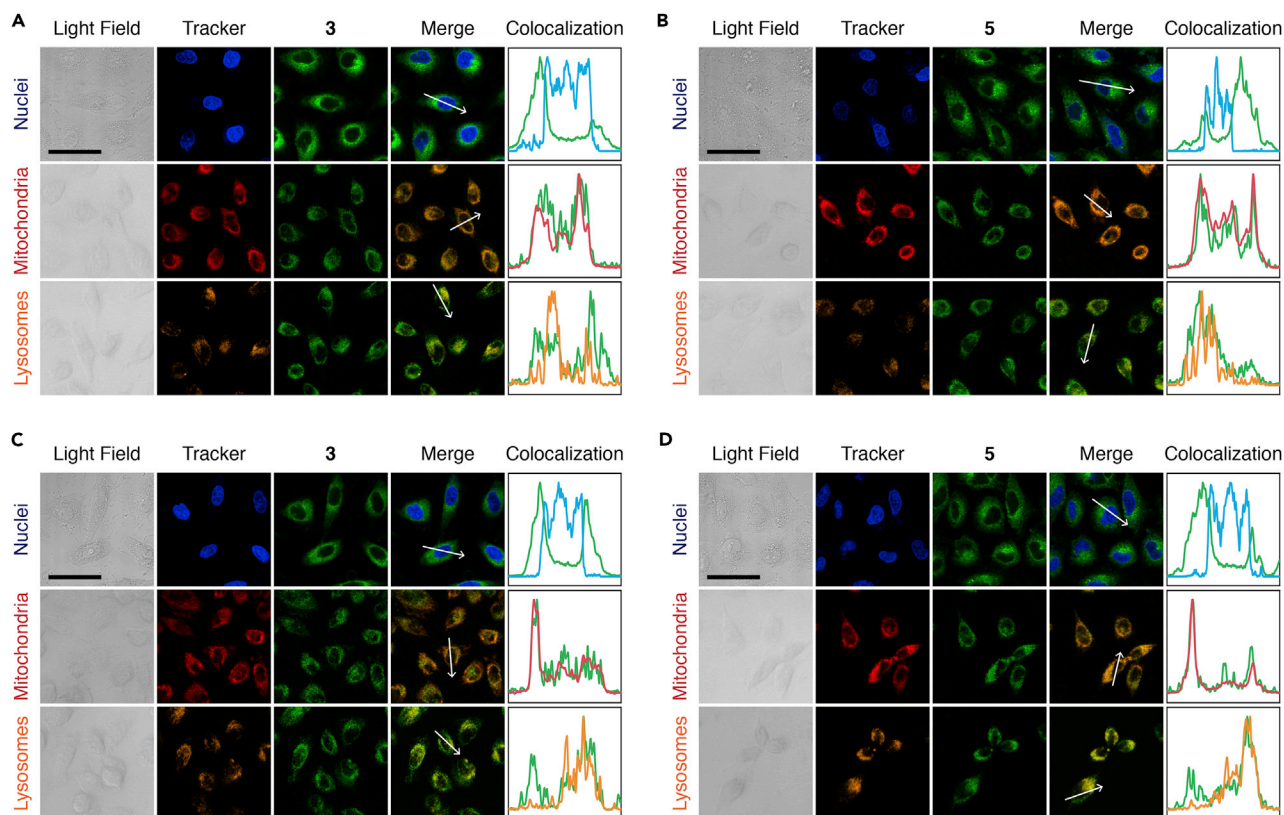 A
Light Field Tracker 3 Merge Colocalization
Nuclei
Mitochondria
Lysosomes
B
Light Field Tracker 5 Merge Colocalization
Nuclei
Mitochondria
Lysosomes
C
Light Field Tracker 3 Merge Colocalization
Nuclei
Mitochondria
Lysosomes
D
Light Field Tracker 5 Merge Colocalization
Nuclei
Mitochondria
Lysosomes